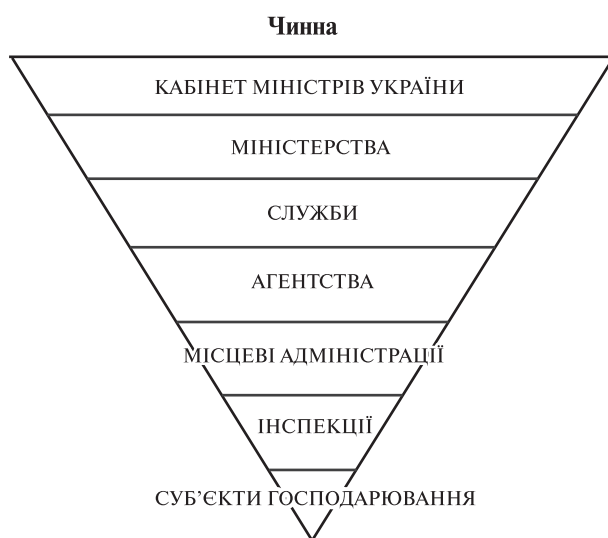 Чинна
КАБІНЕТ МІНІСТРІВ УКРАЇНИ
МІНІСТЕРСТВА
СЛУЖБИ
АГЕНТСТВА
МІСЦЕВІ АДМІНІСТРАЦІЇ
ІНСПЕКЦІЇ
СУБ’ЄКТИ ГОСПОДАРЮВАННЯ